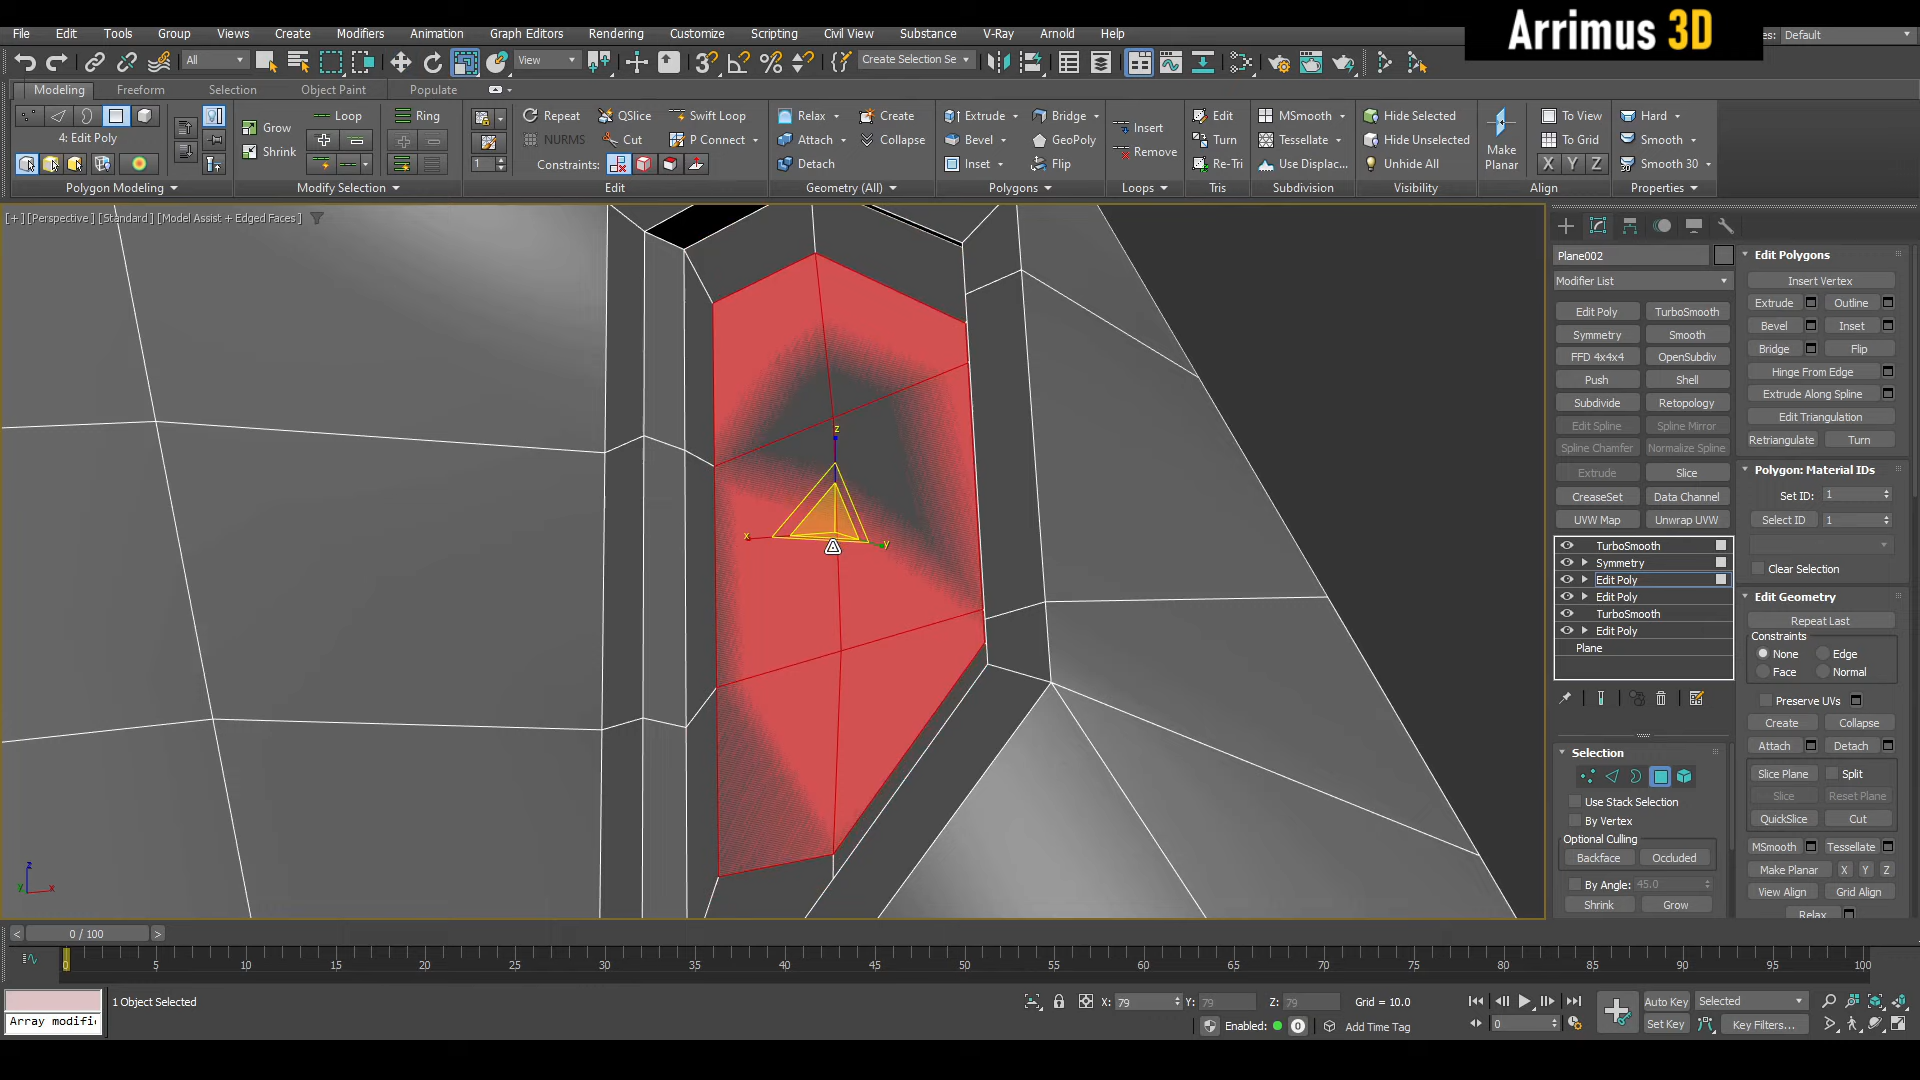 Arrimus 3D
File Edit Tools Group Views Create Modifiers Animation Graph Editors Rendering Customize Scripting Civil View Substance V-Ray Arnold Help es: Default
All View Create Selection Se
Modeling Freeform Selection Object Paint Populate
4: Edit Poly
Polygon Modeling
Grow
Shrink
Loop
Ring
Modify Selection
1
Repeat QSlice Swift Loop
NURMS Cut P Connect
Constraints:
Edit
Relax Create
Attach Collapse
Detach
Geometry (All)
Extrude Bridge
Bevel GeoPoly
Inset Flip
Polygons
Insert
Remove
Loops
Edit
Turn
Re-Tri
Tris
MSmooth
Tessellate
Use Displac...
Subdivision
Hide Selected
Hide Unselected
Unhide All
Visibility
Make
Planar
To View
To Grid
X Y Z
Align
Hard
Smooth
Smooth 30
Properties
[+] [Perspective] [Standard] [Model Assist + Edged Faces]
z
x
y
z
y x
Plane002
Modifier List
Edit Poly TurboSmooth
Symmetry Smooth
FFD 4x4x4 OpenSubdiv
Push Shell
Subdivide Retopology
Edit Spline Spline Mirror
Spline Chamfer Normalize Spline
Extrude Slice
CreaseSet Data Channel
UVW Map Unwrap UVW
TurboSmooth
Symmetry
Edit Poly
Edit Poly
TurboSmooth
Edit Poly
Plane
Selection
Use Stack Selection
By Vertex
Optional Culling
Backface Occluded
By Angle: 45.0
Shrink Grow
Edit Polygons
Insert Vertex
Extrude Outline
Bevel Inset
Bridge Flip
Hinge From Edge
Extrude Along Spline
Edit Triangulation
Retriangulate Turn
Polygon: Material IDs
Set ID: 1
Select ID 1
Clear Selection
Edit Geometry
Repeat Last
Constraints
None Edge
Face Normal
Preserve UVs
Create Collapse
Attach Detach
Slice Plane Split
Slice Reset Plane
QuickSlice Cut
MSmooth Tessellate
Make Planar X Y Z
View Align Grid Align
Relax
< 0 / 100 >
0 5 10 15 20 25 30 35 40 45 50 55 60 65 70 75 80 85 90 95 100
1 Object Selected
Array modifi
X: 79 Y: 79 Z: 79 Grid = 10.0
Enabled: 0 Add Time Tag
0
Auto Key Selected
Set Key Key Filters...